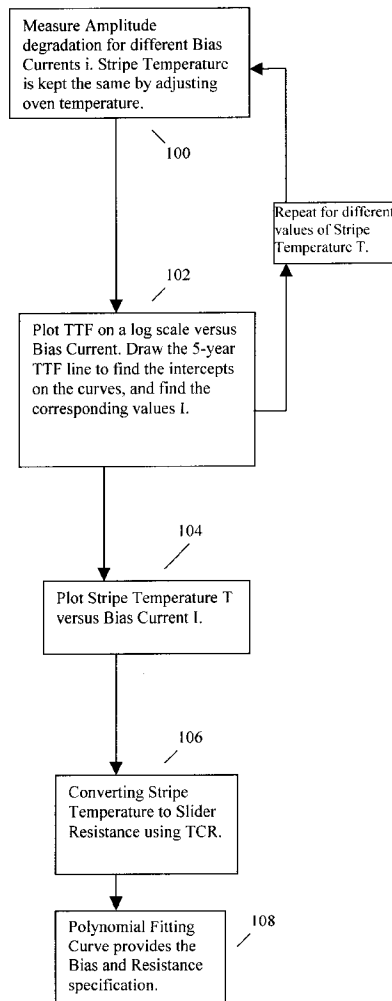 Measure Amplitude
degradation for different Bias
Currents i. Stripe Temperature
is kept the same by adjusting
oven temperature.
100
Repeat for different
values of Stripe
Temperature T.
102
Plot TTF on a log scale versus
Bias Current. Draw the 5-year
TTF line to find the intercepts
on the curves, and find the
corresponding values I.
104
Plot Stripe Temperature T
versus Bias Current I.
106
Converting Stripe
Temperature to Slider
Resistance using TCR.
108
Polynomial Fitting
Curve provides the
Bias and Resistance
specification.